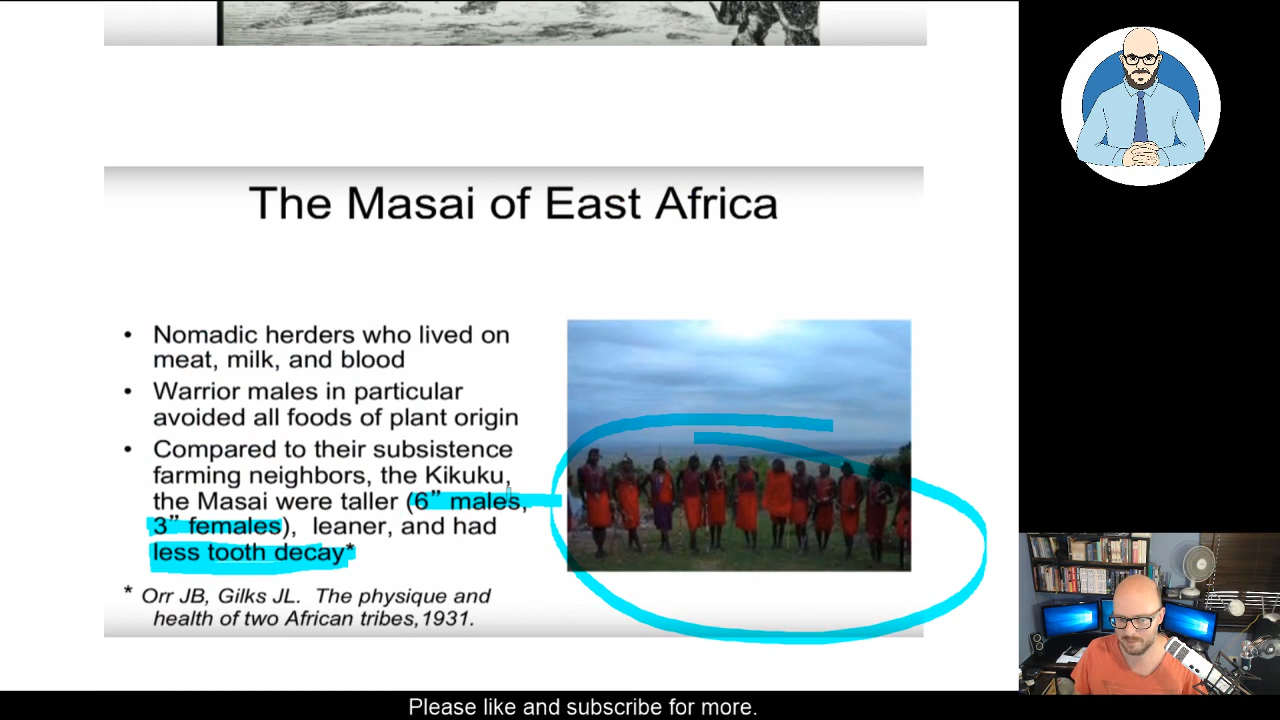 The Masai of East Africa
• Nomadic herders who lived on
meat, milk, and blood
• Warrior males in particular
avoided all foods of plant origin
• Compared to their subsistence
farming neighbors, the Kikuku,
the Masai were taller (6” males,
3” females), leaner, and had
less tooth decay*
* Orr JB, Gilks JL. The physique and
health of two African tribes,1931.
Please like and subscribe for more.